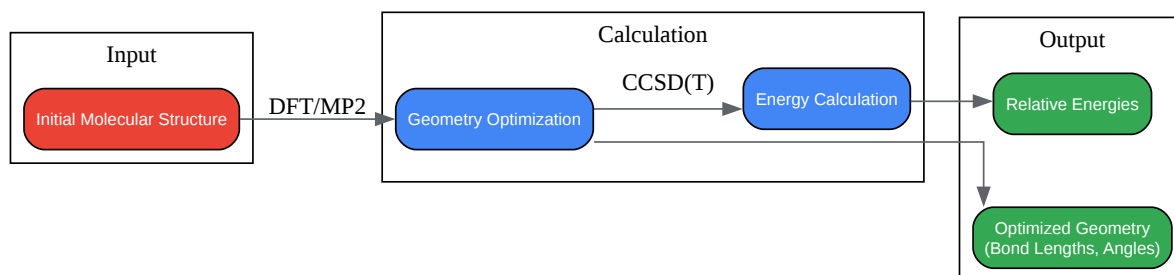 Input
Initial Molecular Structure
DFT/MP2
Calculation
Geometry Optimization
CCSD(T)
Energy Calculation
Output
Relative Energies
Optimized Geometry
(Bond Lengths, Angles)